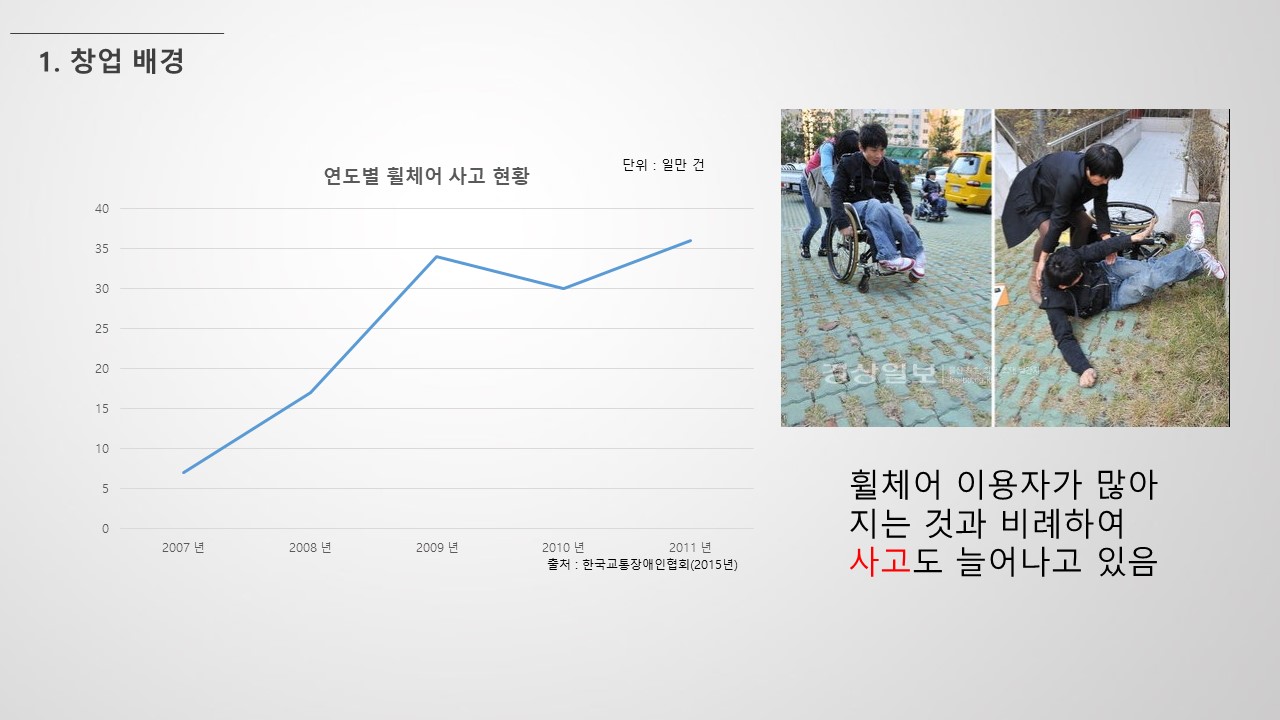 1. 창업 배경
연도별 휠체어 사고 현황
단위 : 일만 건
40
35
30
25
20
15
10
5
0
2007 년
2008 년
2009 년
2010 년
2011 년
출처 : 한국교통장애인협회(2015년)
경상일보
휠체어 이용자가 많아
지는 것과 비례하여
사고도 늘어나고 있음